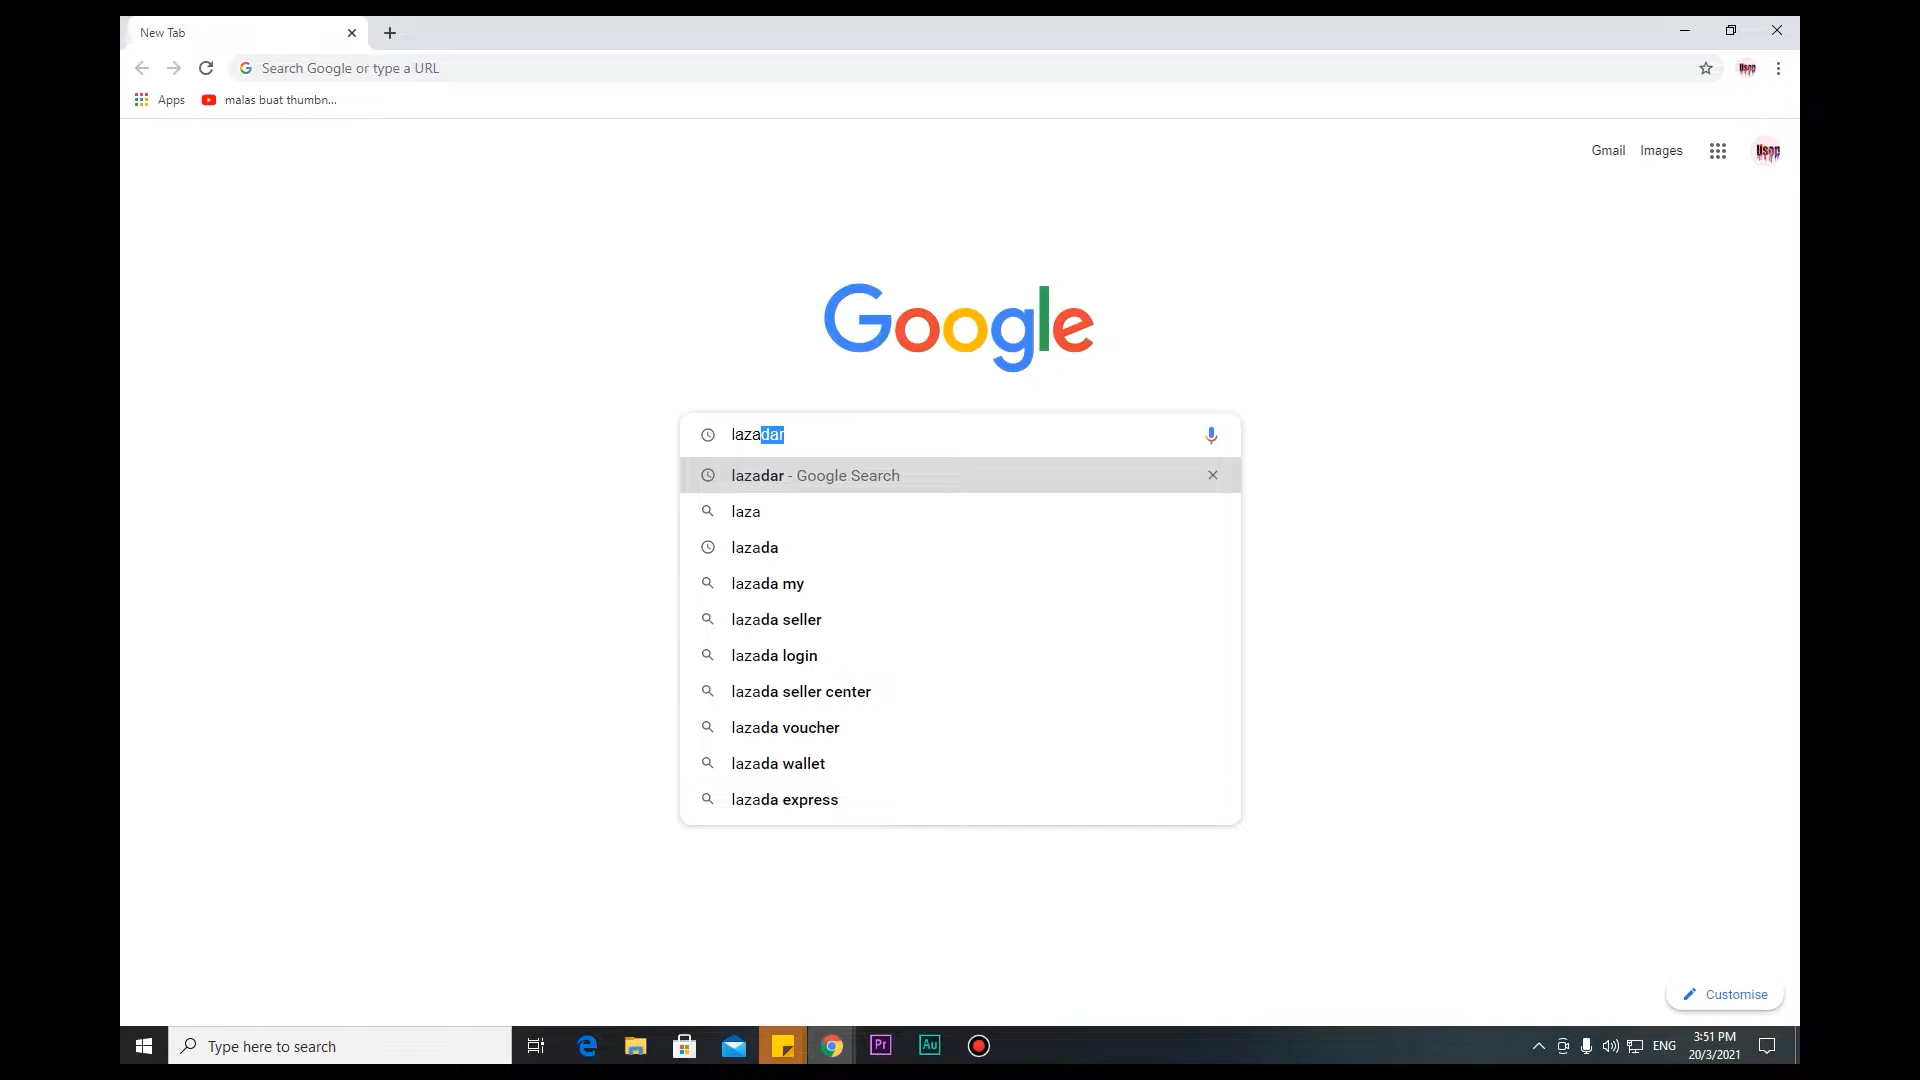 New Tab
Search Google or type a URL
Apps
malas buat thumbn...
Gmail
Images
Usop
Google
lazadar
lazadar - Google Search
laza
lazada
lazada my
lazada seller
lazada login
lazada seller center
lazada voucher
lazada wallet
lazada express
Customise
Type here to search
Pr
Au
ENG
3:51 PM
20/3/2021